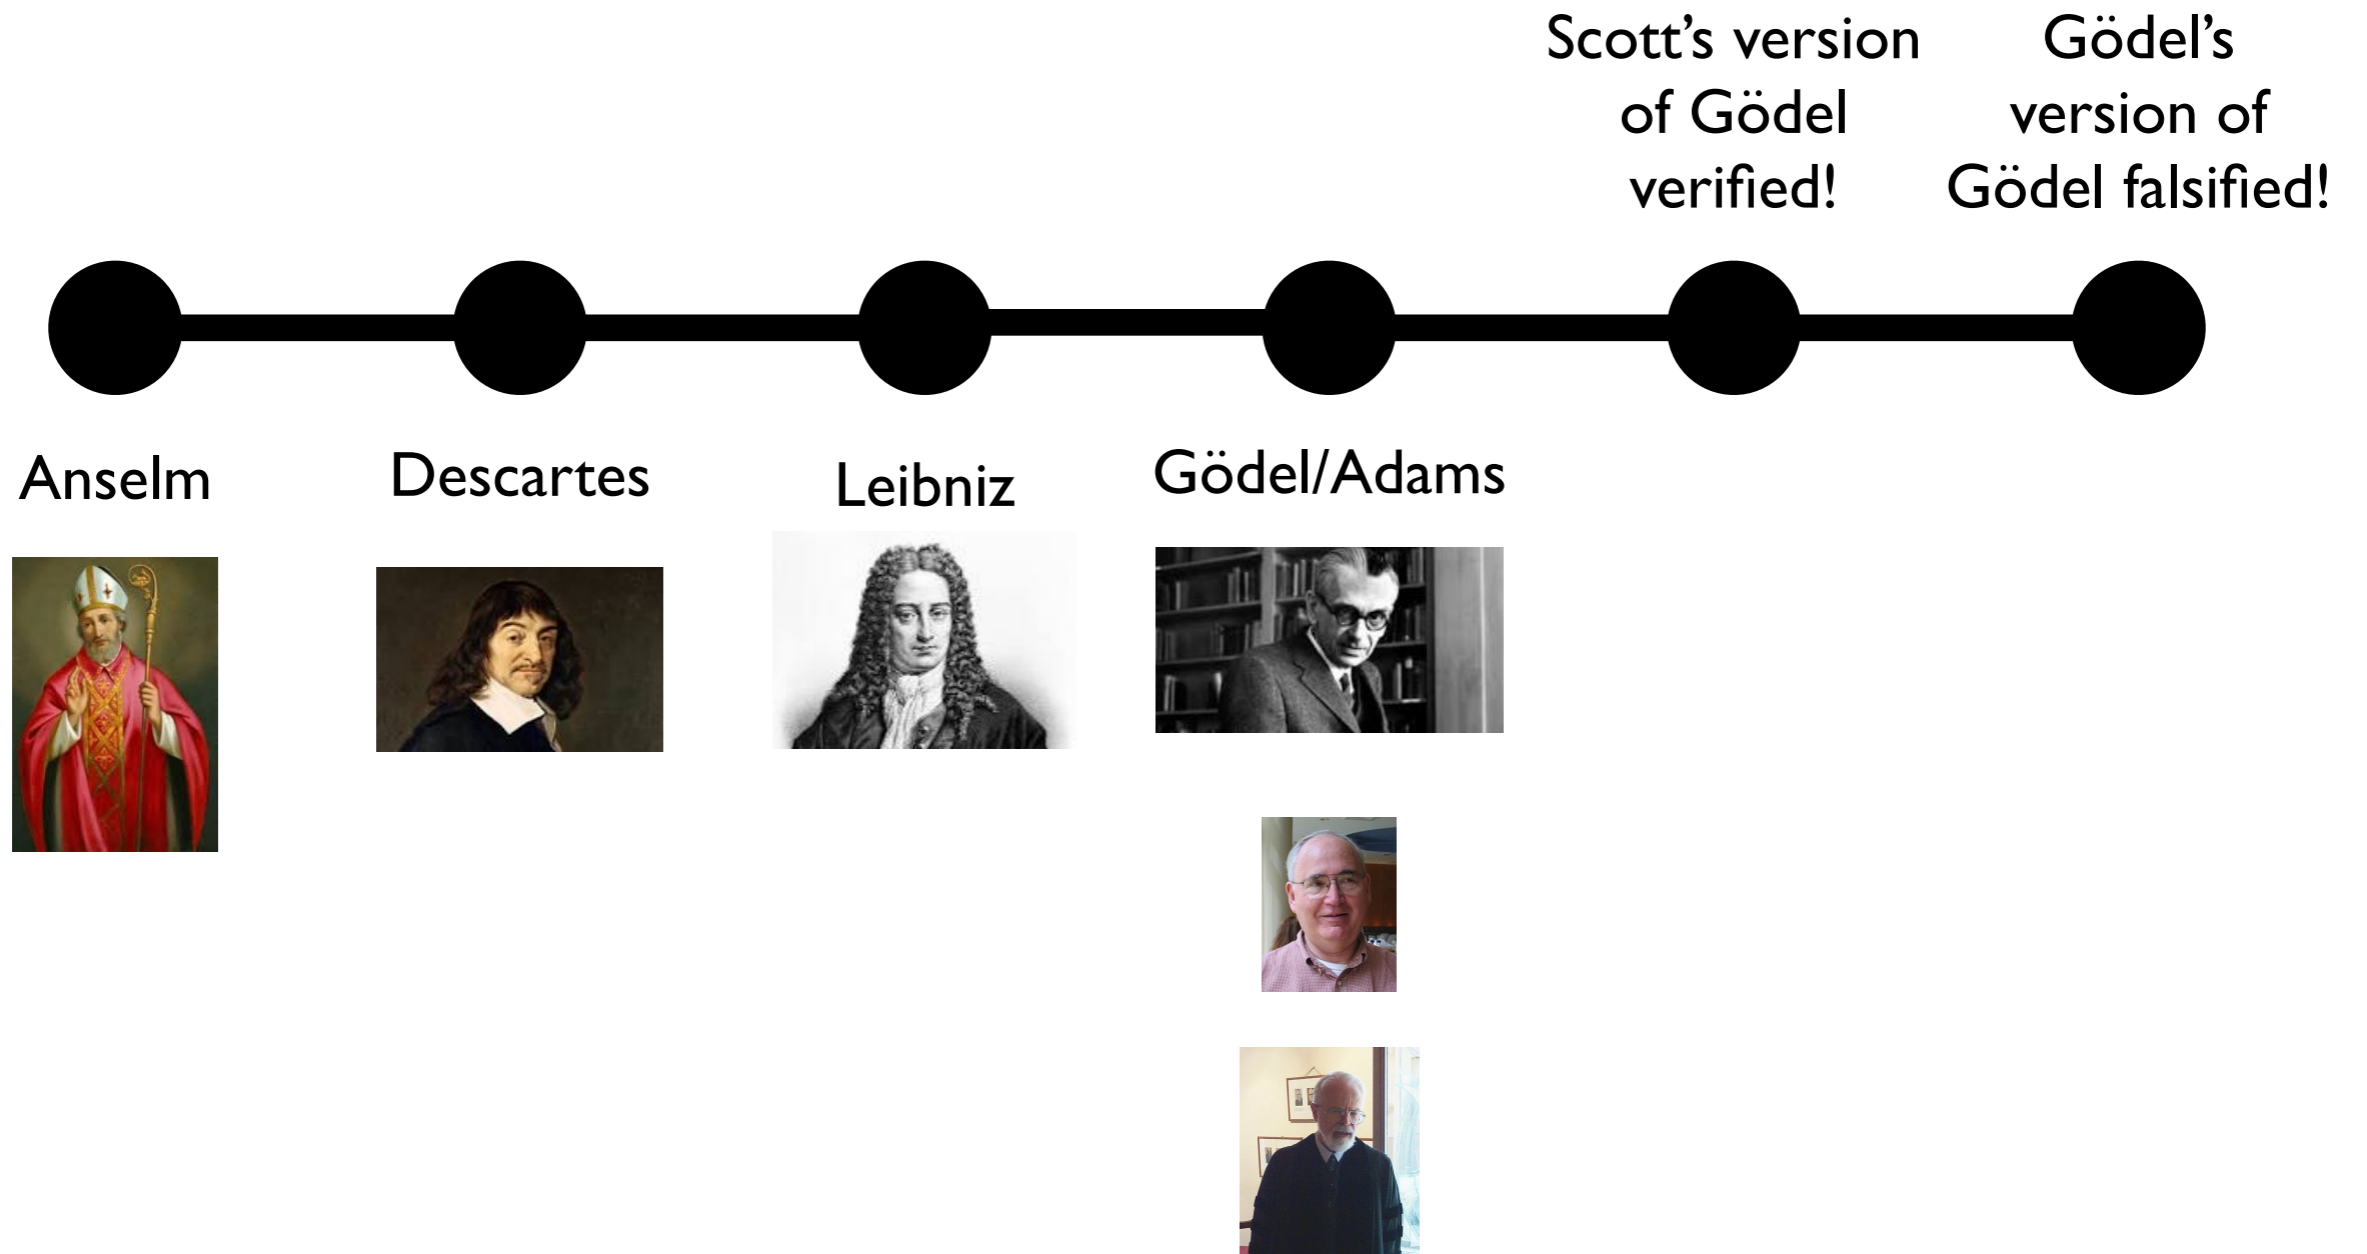 Scott’s version
of Gödel
verified!
Gödel’s
version of
Gödel falsified!
Anselm
Descartes
Leibniz
Gödel/Adams